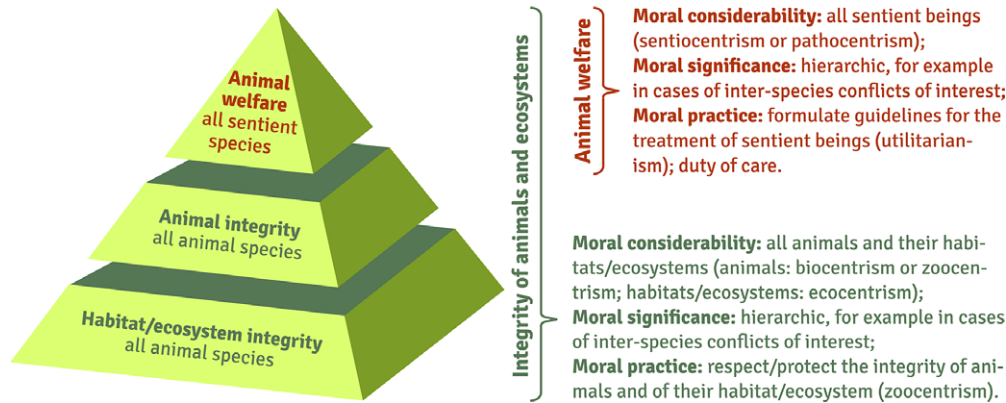 Animal
welfare
all sentient
species
Animal integrity
all animal species
Habitat/ecosystem integrity
all animal species
Integrity of animals and ecosystems
Animal welfare
Moral considerability: all sentient beings
(sentiocentrism or pathocentrism);
Moral significance: hierarchic, for example
in cases of inter-species conflicts of interest;
Moral practice: formulate guidelines for the
treatment of sentient beings (utilitarian-
ism); duty of care.
Moral considerability: all animals and their habi-
tats/ecosystems (animals: biocentrism or zoocen-
trism; habitats/ecosystems: ecocentrism);
Moral significance: hierarchic, for example in cases
of inter-species conflicts of interest;
Moral practice: respect/protect the integrity of ani-
mals and of their habitat/ecosystem (zoocentrism).